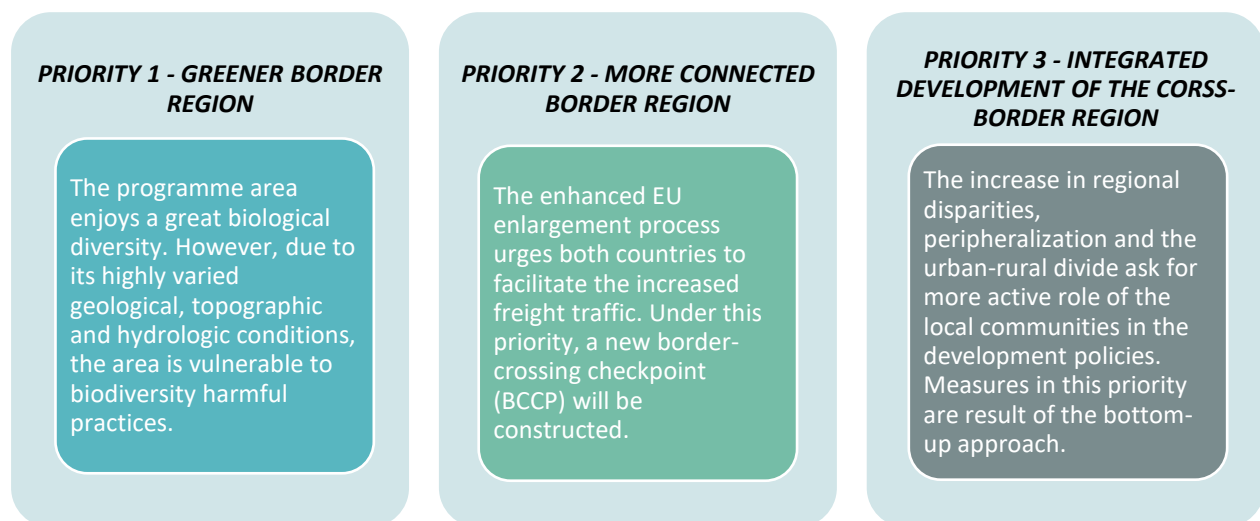 PRIORITY 1 - GREENER BORDER
REGION
The programme area
enjoys a great biological
diversity. However, due to
its highly varied
geological, topographic
and hydrologic conditions,
the area is vulnerable to
biodiversity harmful
practices.
PRIORITY 2 - MORE CONNECTED
BORDER REGION
The enhanced EU
enlargement process
urges both countries to
facilitate the increased
freight traffic. Under this
priority, a new border-
crossing checkpoint
(BCCP) will be
constructed.
PRIORITY 3 - INTEGRATED
DEVELOPMENT OF THE CORSS-
BORDER REGION
The increase in regional
disparities,
peripheralization and the
urban-rural divide ask for
more active role of the
local communities in the
development policies.
Measures in this priority
are result of the bottom-
up approach.